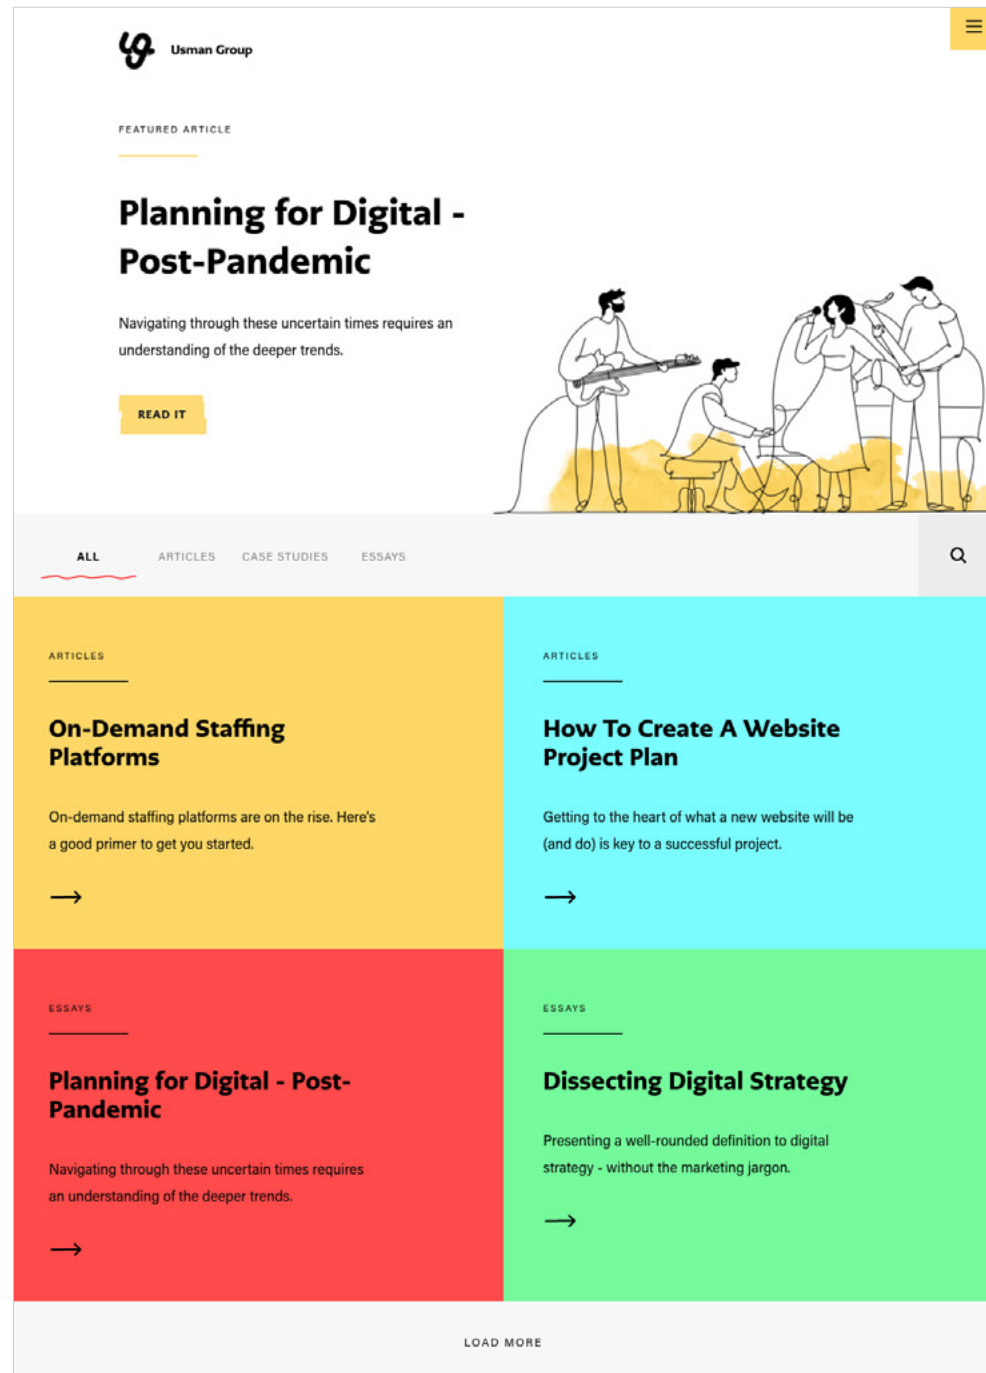 Usman Group
FEATURED ARTICLE
Planning for Digital -
Post-Pandemic
Navigating through these uncertain times requires an
understanding of the deeper trends.
READ IT
ALL ARTICLES CASE STUDIES ESSAYS
ARTICLES
On-Demand Staffing
Platforms
On-demand staffing platforms are on the rise. Here's
a good primer to get you started.
ARTICLES
How To Create A Website
Project Plan
Getting to the heart of what a new website will be
(and do) is key to a successful project.
ESSAYS
Planning for Digital - Post-
Pandemic
Navigating through these uncertain times requires
an understanding of the deeper trends.
ESSAYS
Dissecting Digital Strategy
Presenting a well-rounded definition to digital
strategy - without the marketing jargon.
LOAD MORE